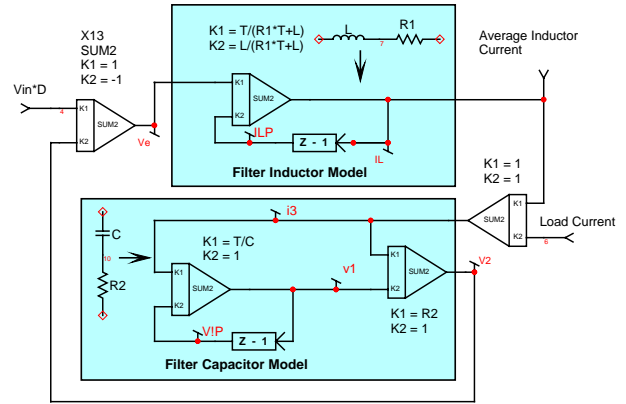 X13
SUM2
K1 = 1
K2 = -1
Vin*D
4
K1
K2
SUM2
Ve
K1 = T/(R1*T+L)
K2 = L/(R1*T+L)
L
7
R1
K1
K2
SUM2
ILP
Z - 1
IL
Filter Inductor Model
Average Inductor
Current
K1 = 1
K2 = 1
K1
K2
SUM2
Load Current
6
C
10
R2
i3
K1 = T/C
K2 = 1
K1
K2
SUM2
V!P
Z - 1
v1
K1
K2
SUM2
V2
K1 = R2
K2 = 1
Filter Capacitor Model